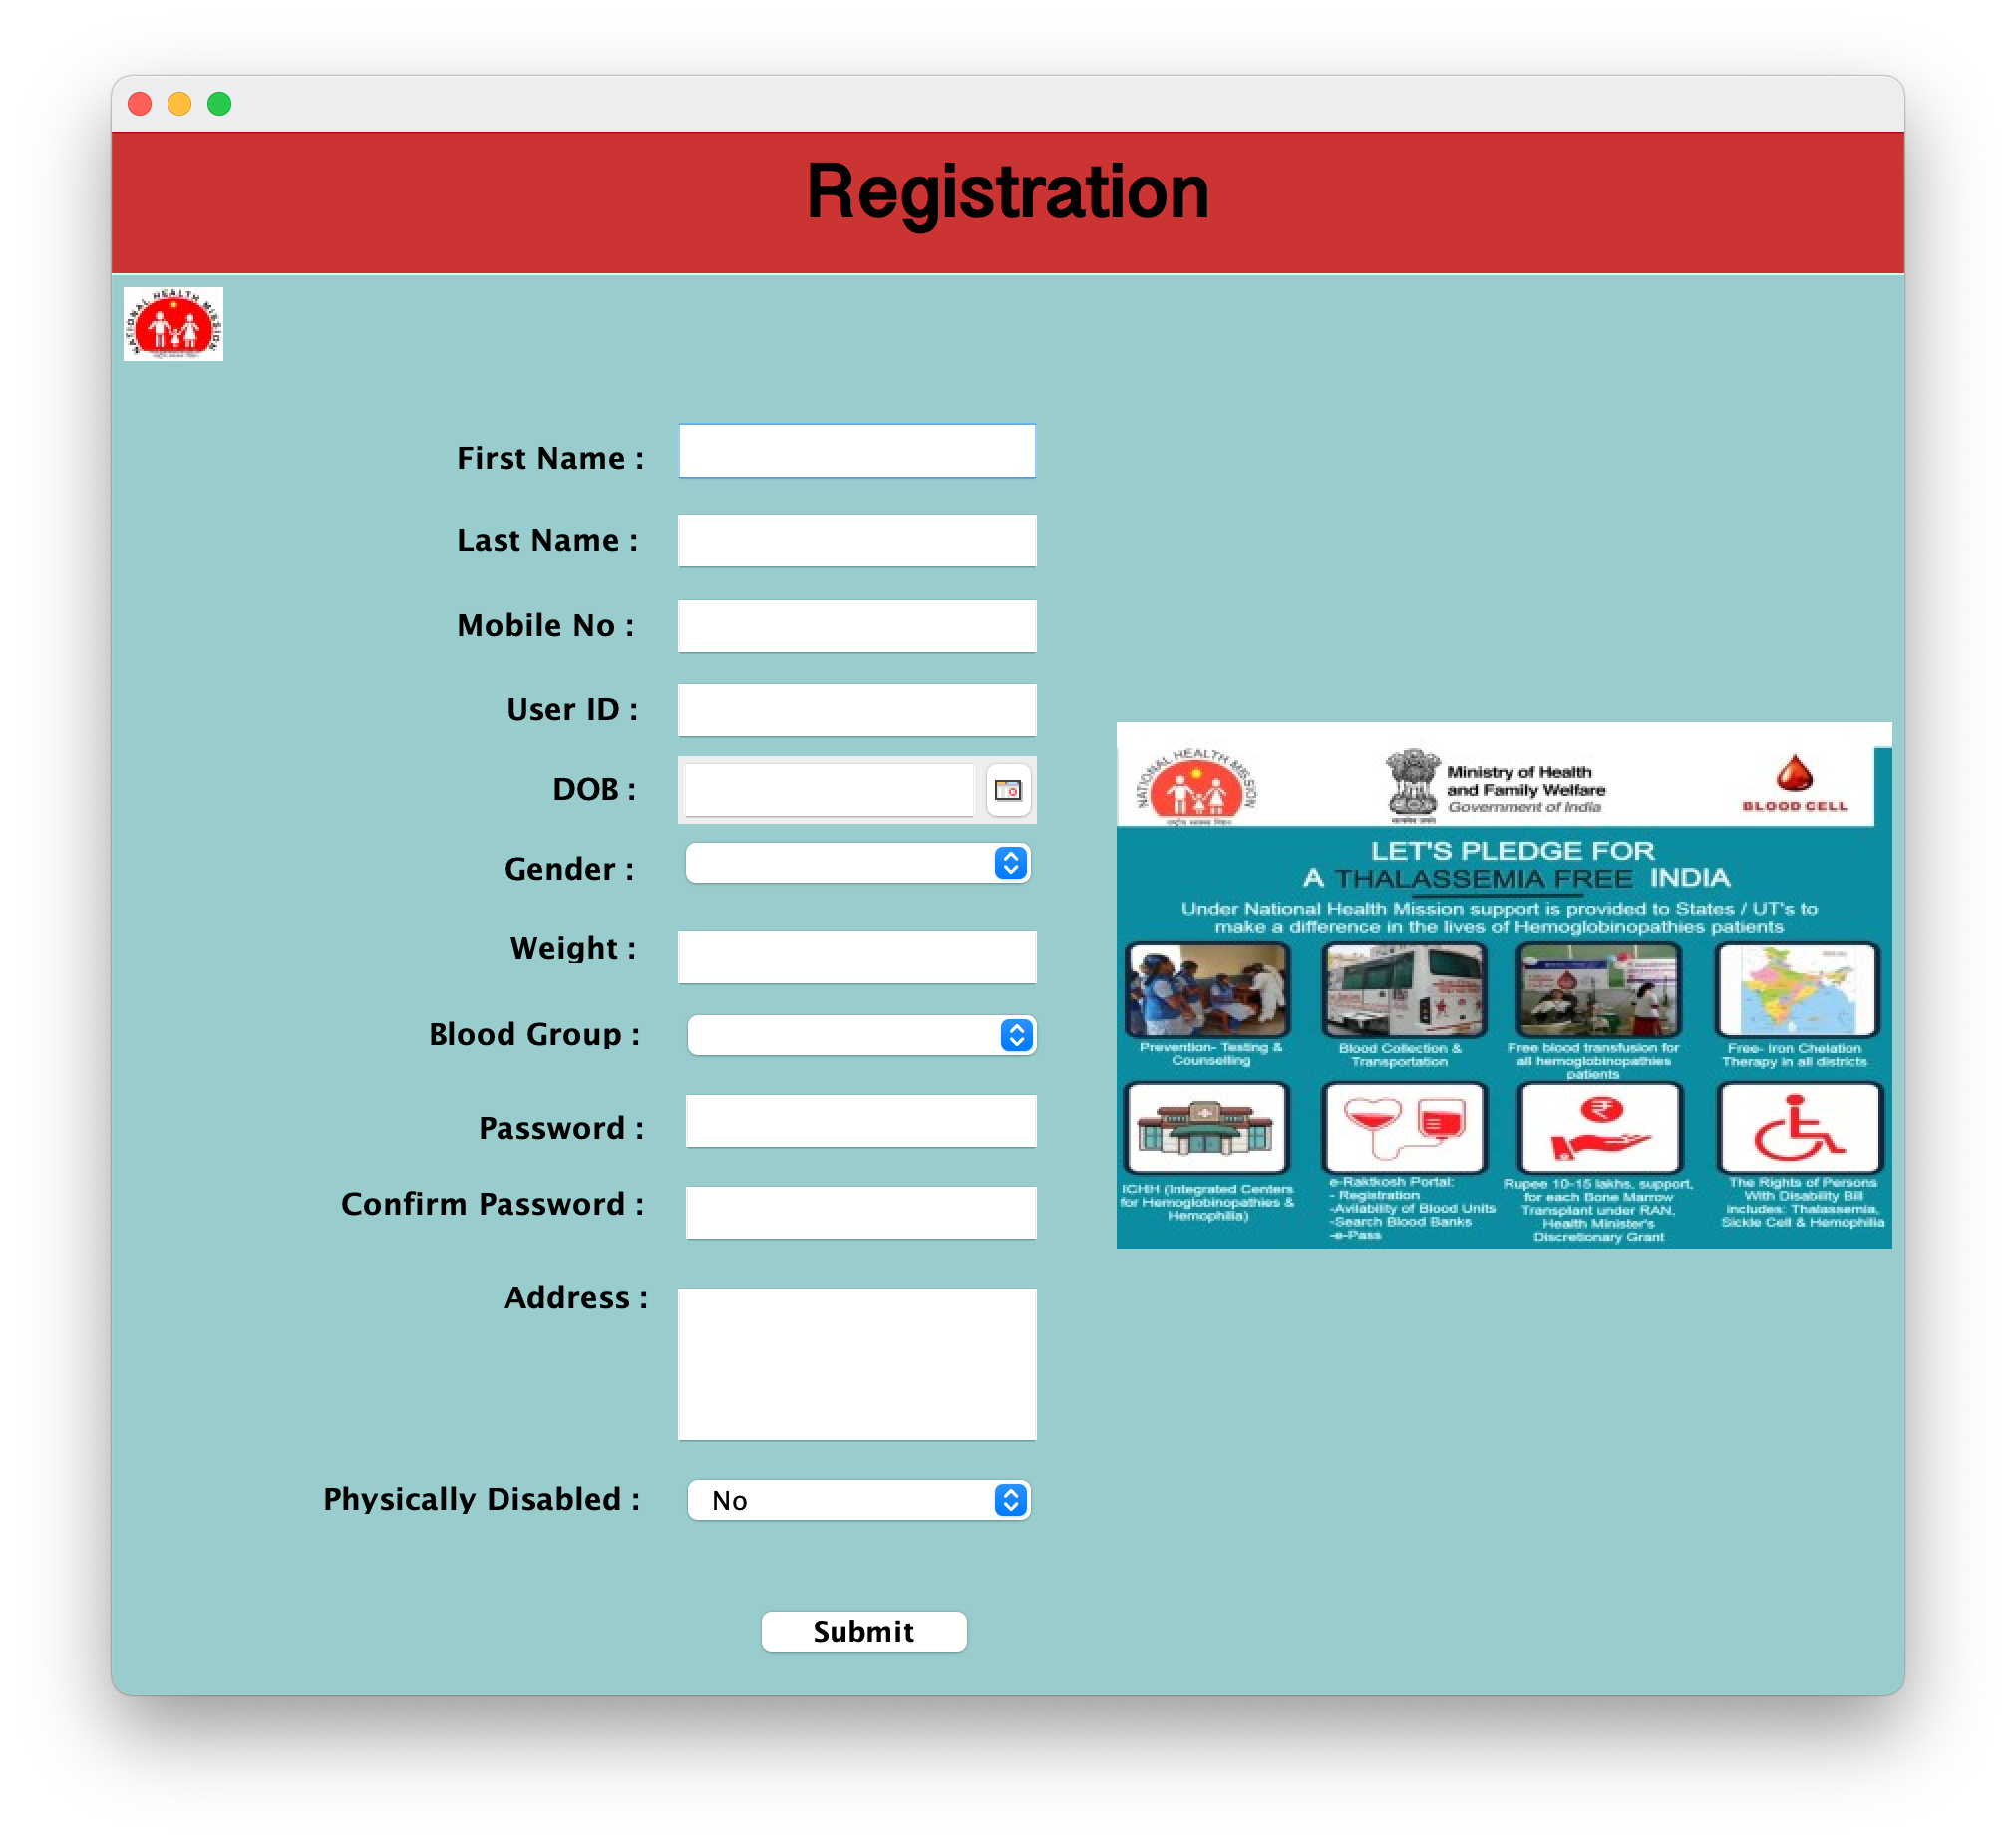 Registration
NATIONAL HEALTH MISSION
First Name :
Last Name :
Mobile No :
User ID :
DOB :
Gender :
Weight :
Blood Group :
Password :
Confirm Password :
Address :
Physically Disabled :
No
Submit
NATIONAL HEALTH MISSION
Ministry of Health
and Family Welfare
Government of India
BLOOD CELL
LET'S PLEDGE FOR
A THALASSEMIA FREE INDIA
Under National Health Mission support is provided to States / UT's to
make a difference in the lives of Hemoglobinopathies patients
Prevention- Testing &
Counselling
Blood Collection &
Transportation
Free blood transfusion for
all hemoglobinopathies
patients
Free- Iron Chelation
Therapy in all districts
ICHH (Integrated Centers
for Hemoglobinopathies &
Hemophilia)
e-Raktkosh Portal:
- Registration
-Avilability of Blood Units
-Search Blood Banks
-e-Pass
Rupee 10-15 lakhs, support,
for each Bone Marrow
Transplant under RAN,
Health Minister's
Discretionary Grant
The Rights of Persons
With Disability Bill
includes: Thalassemia,
Sickle Cell & Hemophilia